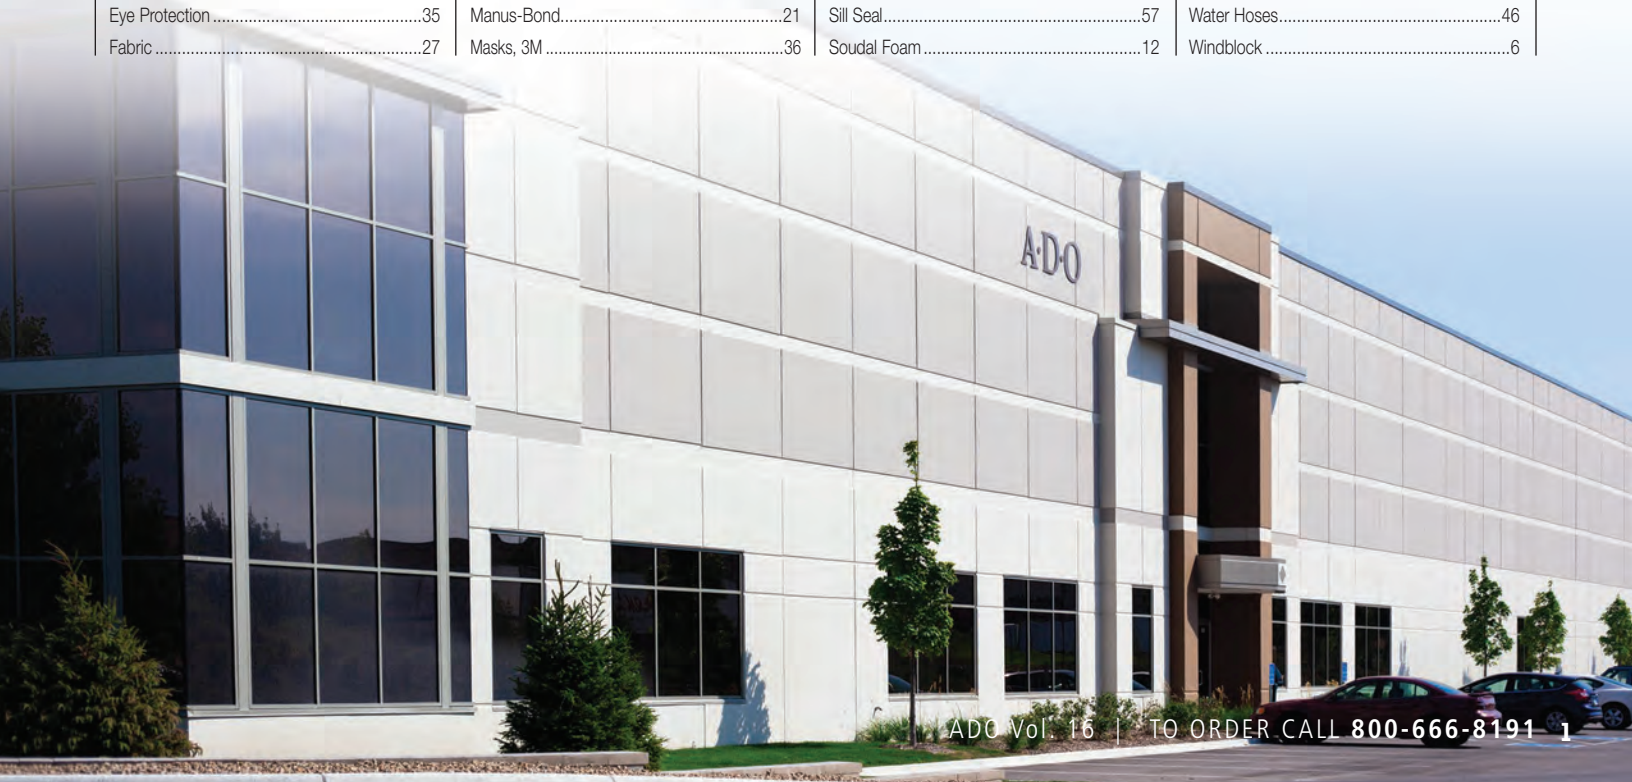 Eye Protection ......................................................35
Fabric .....................................................................27
Manus-Bond.........................................................21
Masks, 3M .............................................................36
Sill Seal..................................................................57
Soudal Foam ........................................................12
Water Hoses.........................................................46
Windblock ..............................................................6
A·D·O
ADO Vol. 16 | TO ORDER CALL 800-666-8191 1